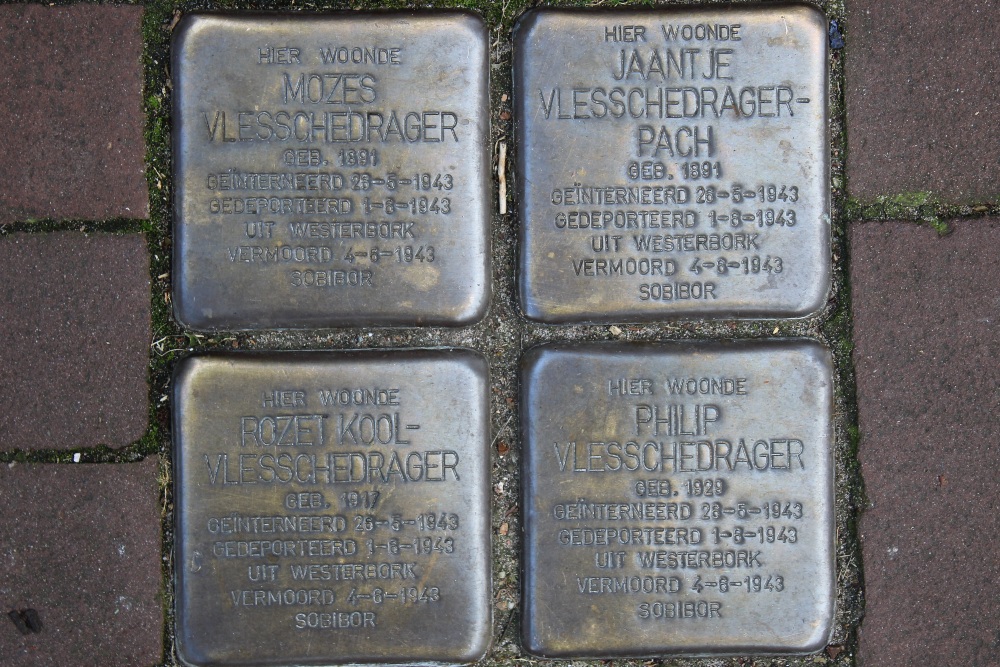 HIER WOONDE
MOZES
VLESSCHEDRAGER
GEB. 1891
GEÏNTERNEERD 28-5-1943
GEDEPORTEERD 1-6-1943
UIT WESTERBORK
VERMOORD 4-6-1943
SOBIBOR
HIER WOONDE
JAANTJE
VLESSCHEDRAGER-
PACH
GEB. 1891
GEÏNTERNEERD 28-5-1943
GEDEPORTEERD 1-6-1943
UIT WESTERBORK
VERMOORD 4-6-1943
SOBIBOR
HIER WOONDE
ROZET KOOL-
VLESSCHEDRAGER
GEB. 1917
GEÏNTERNEERD 28-5-1943
GEDEPORTEERD 1-6-1943
UIT WESTERBORK
VERMOORD 4-6-1943
SOBIBOR
HIER WOONDE
PHILIP
VLESSCHEDRAGER
GEB. 1929
GEÏNTERNEERD 28-5-1943
GEDEPORTEERD 1-6-1943
UIT WESTERBORK
VERMOORD 4-6-1943
SOBIBOR